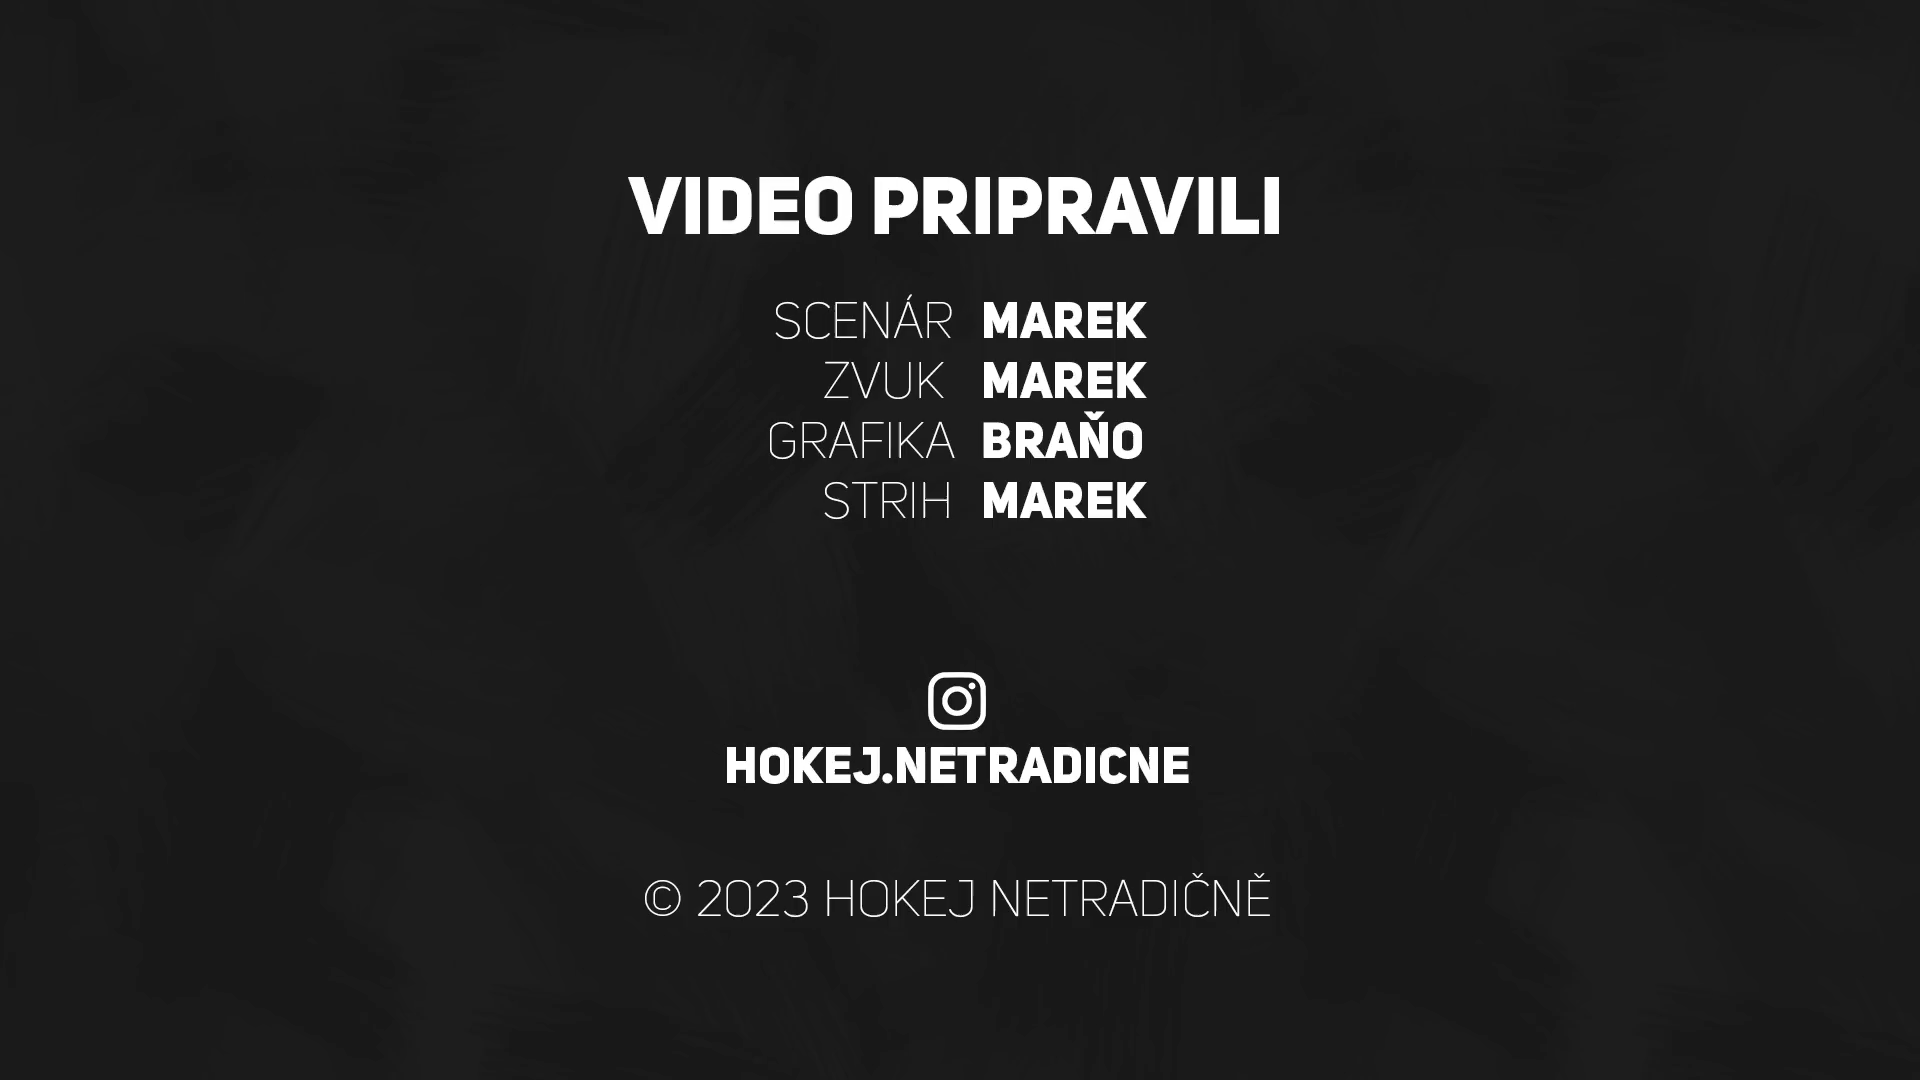 VIDEO PRIPRAVILI
SCENÁR MAREK
ZVUK MAREK
GRAFIKA BRAŇO
STRIH MAREK
HOKEJ.NETRADICNE
© 2023 HOKEJ NETRADIČNĚ